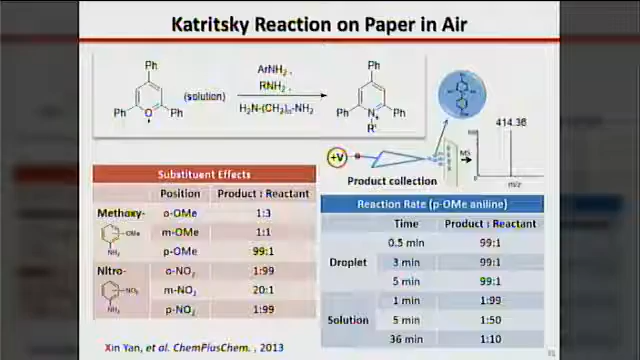 Katritsky Reaction on Paper in Air
Ph
Ph
Ph
O
+
(solution)
ArNH₂ ,
RNH₂ ,
H₂N-(CH₂)n-NH₂
Ph
Ph
Ph
N+
R'
+V
Product collection
MS
414.38
m/z
Substituent Effects
Position Product : Reactant
Methoxy- o-OMe 1:3
OMe
NH₂
m-OMe 1:1
p-OMe 99:1
Nitro- o-NO₂ 1:99
NO₂
NH₂
m-NO₂ 20:1
p-NO₂ 1:99
Reaction Rate (p-OMe aniline)
Time Product : Reactant
Droplet
0.5 min 99:1
3 min 99:1
5 min 99:1
Solution
1 min 1:99
5 min 1:50
36 min 1:10
Xin Yan, et al. ChemPlusChem. , 2013